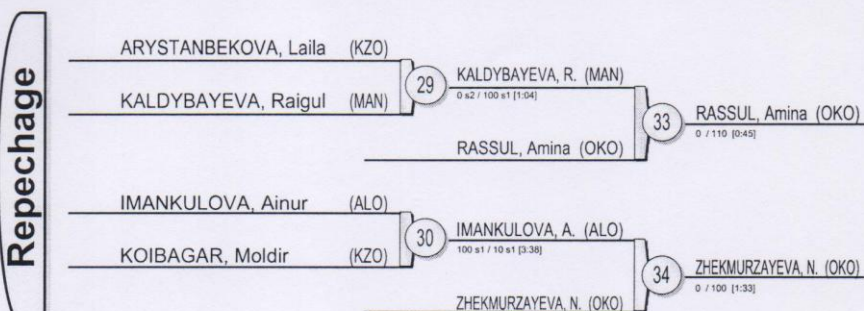 Repechage
ARYSTANBEKOVA, Laila (KZO)
KALDYBAYEVA, Raigul (MAN)
29
KALDYBAYEVA, R. (MAN)
0 s2 / 100 s1 [1:04]
RASSUL, Amina (OKO)
33
RASSUL, Amina (OKO)
0 / 110 [0:45]
IMANKULOVA, Ainur (ALO)
KOIBAGAR, Moldir (KZO)
30
IMANKULOVA, A. (ALO)
100 s1 / 10 s1 [3:38]
ZHEKMURZAYEVA, N. (OKO)
34
ZHEKMURZAYEVA, N. (OKO)
0 / 100 [1:33]